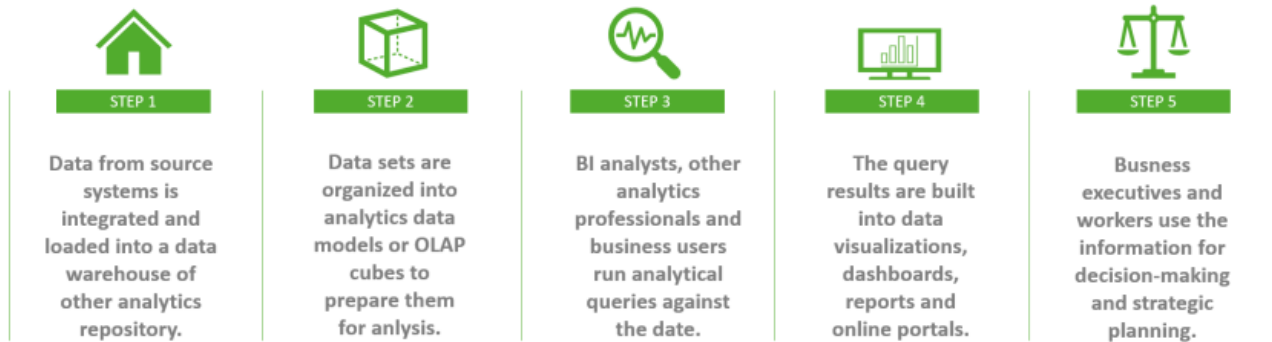 STEP 1
Data from source
systems is
integrated and
loaded into a data
warehouse of
other analytics
repository.
STEP 2
Data sets are
organized into
analytics data
models or OLAP
cubes to
prepare them
for anlysis.
STEP 3
BI analysts, other
analytics
professionals and
business users
run analytical
queries against
the date.
STEP 4
The query
results are built
into data
visualizations,
dashboards,
reports and
online portals.
STEP 5
Busness
executives and
workers use the
information for
decision-making
and strategic
planning.